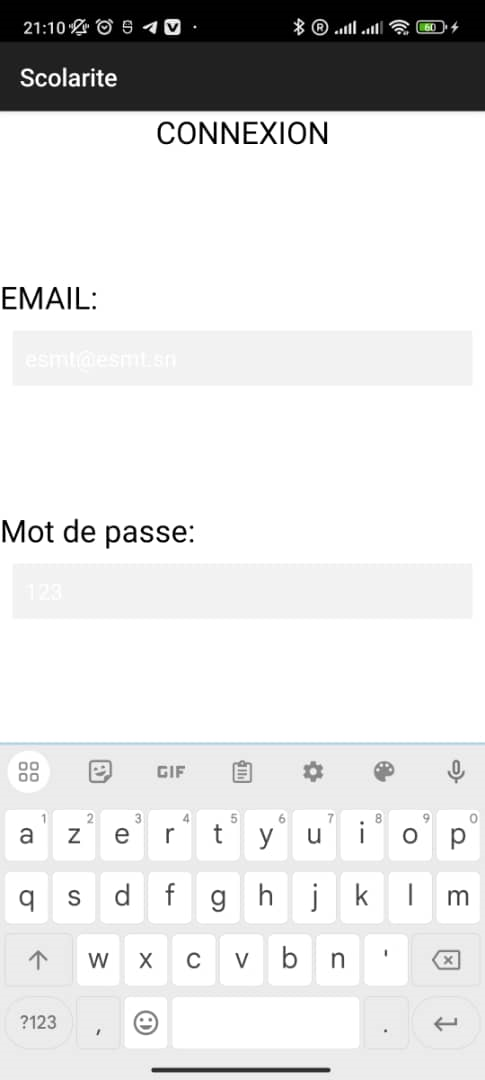 21:10
60
Scolarite
CONNEXION
EMAIL:
esmt@esmt.sn
Mot de passe:
123
GIF
a 1 z 2 e 3 r 4 t 5 y 6 u 7 i 8 o 9 p 0
q s d f g h j k l m
w x c v b n '
?123 , .